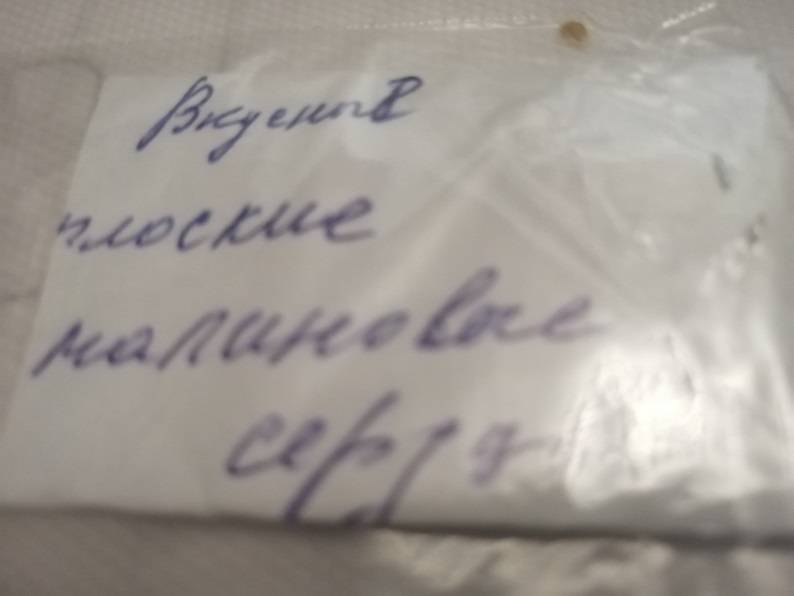 Вкусные
плоские
малиновые